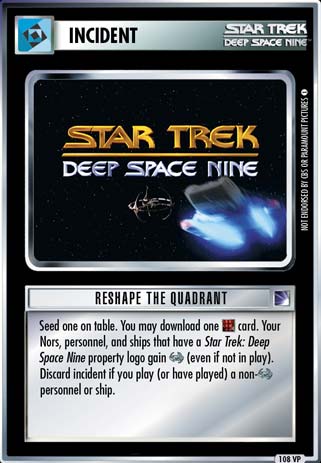 INCIDENT
STAR TREK
DEEP SPACE NINE
STAR TREK
DEEP SPACE NINE
NOT ENDORSED BY CBS OR PARAMOUNT PICTURES
RESHAPE THE QUADRANT
Seed one on table. You may download one card. Your
Nors, personnel, and ships that have a Star Trek: Deep
Space Nine property logo gain (even if not in play).
Discard incident if you play (or have played) a non-
personnel or ship.
108 VP